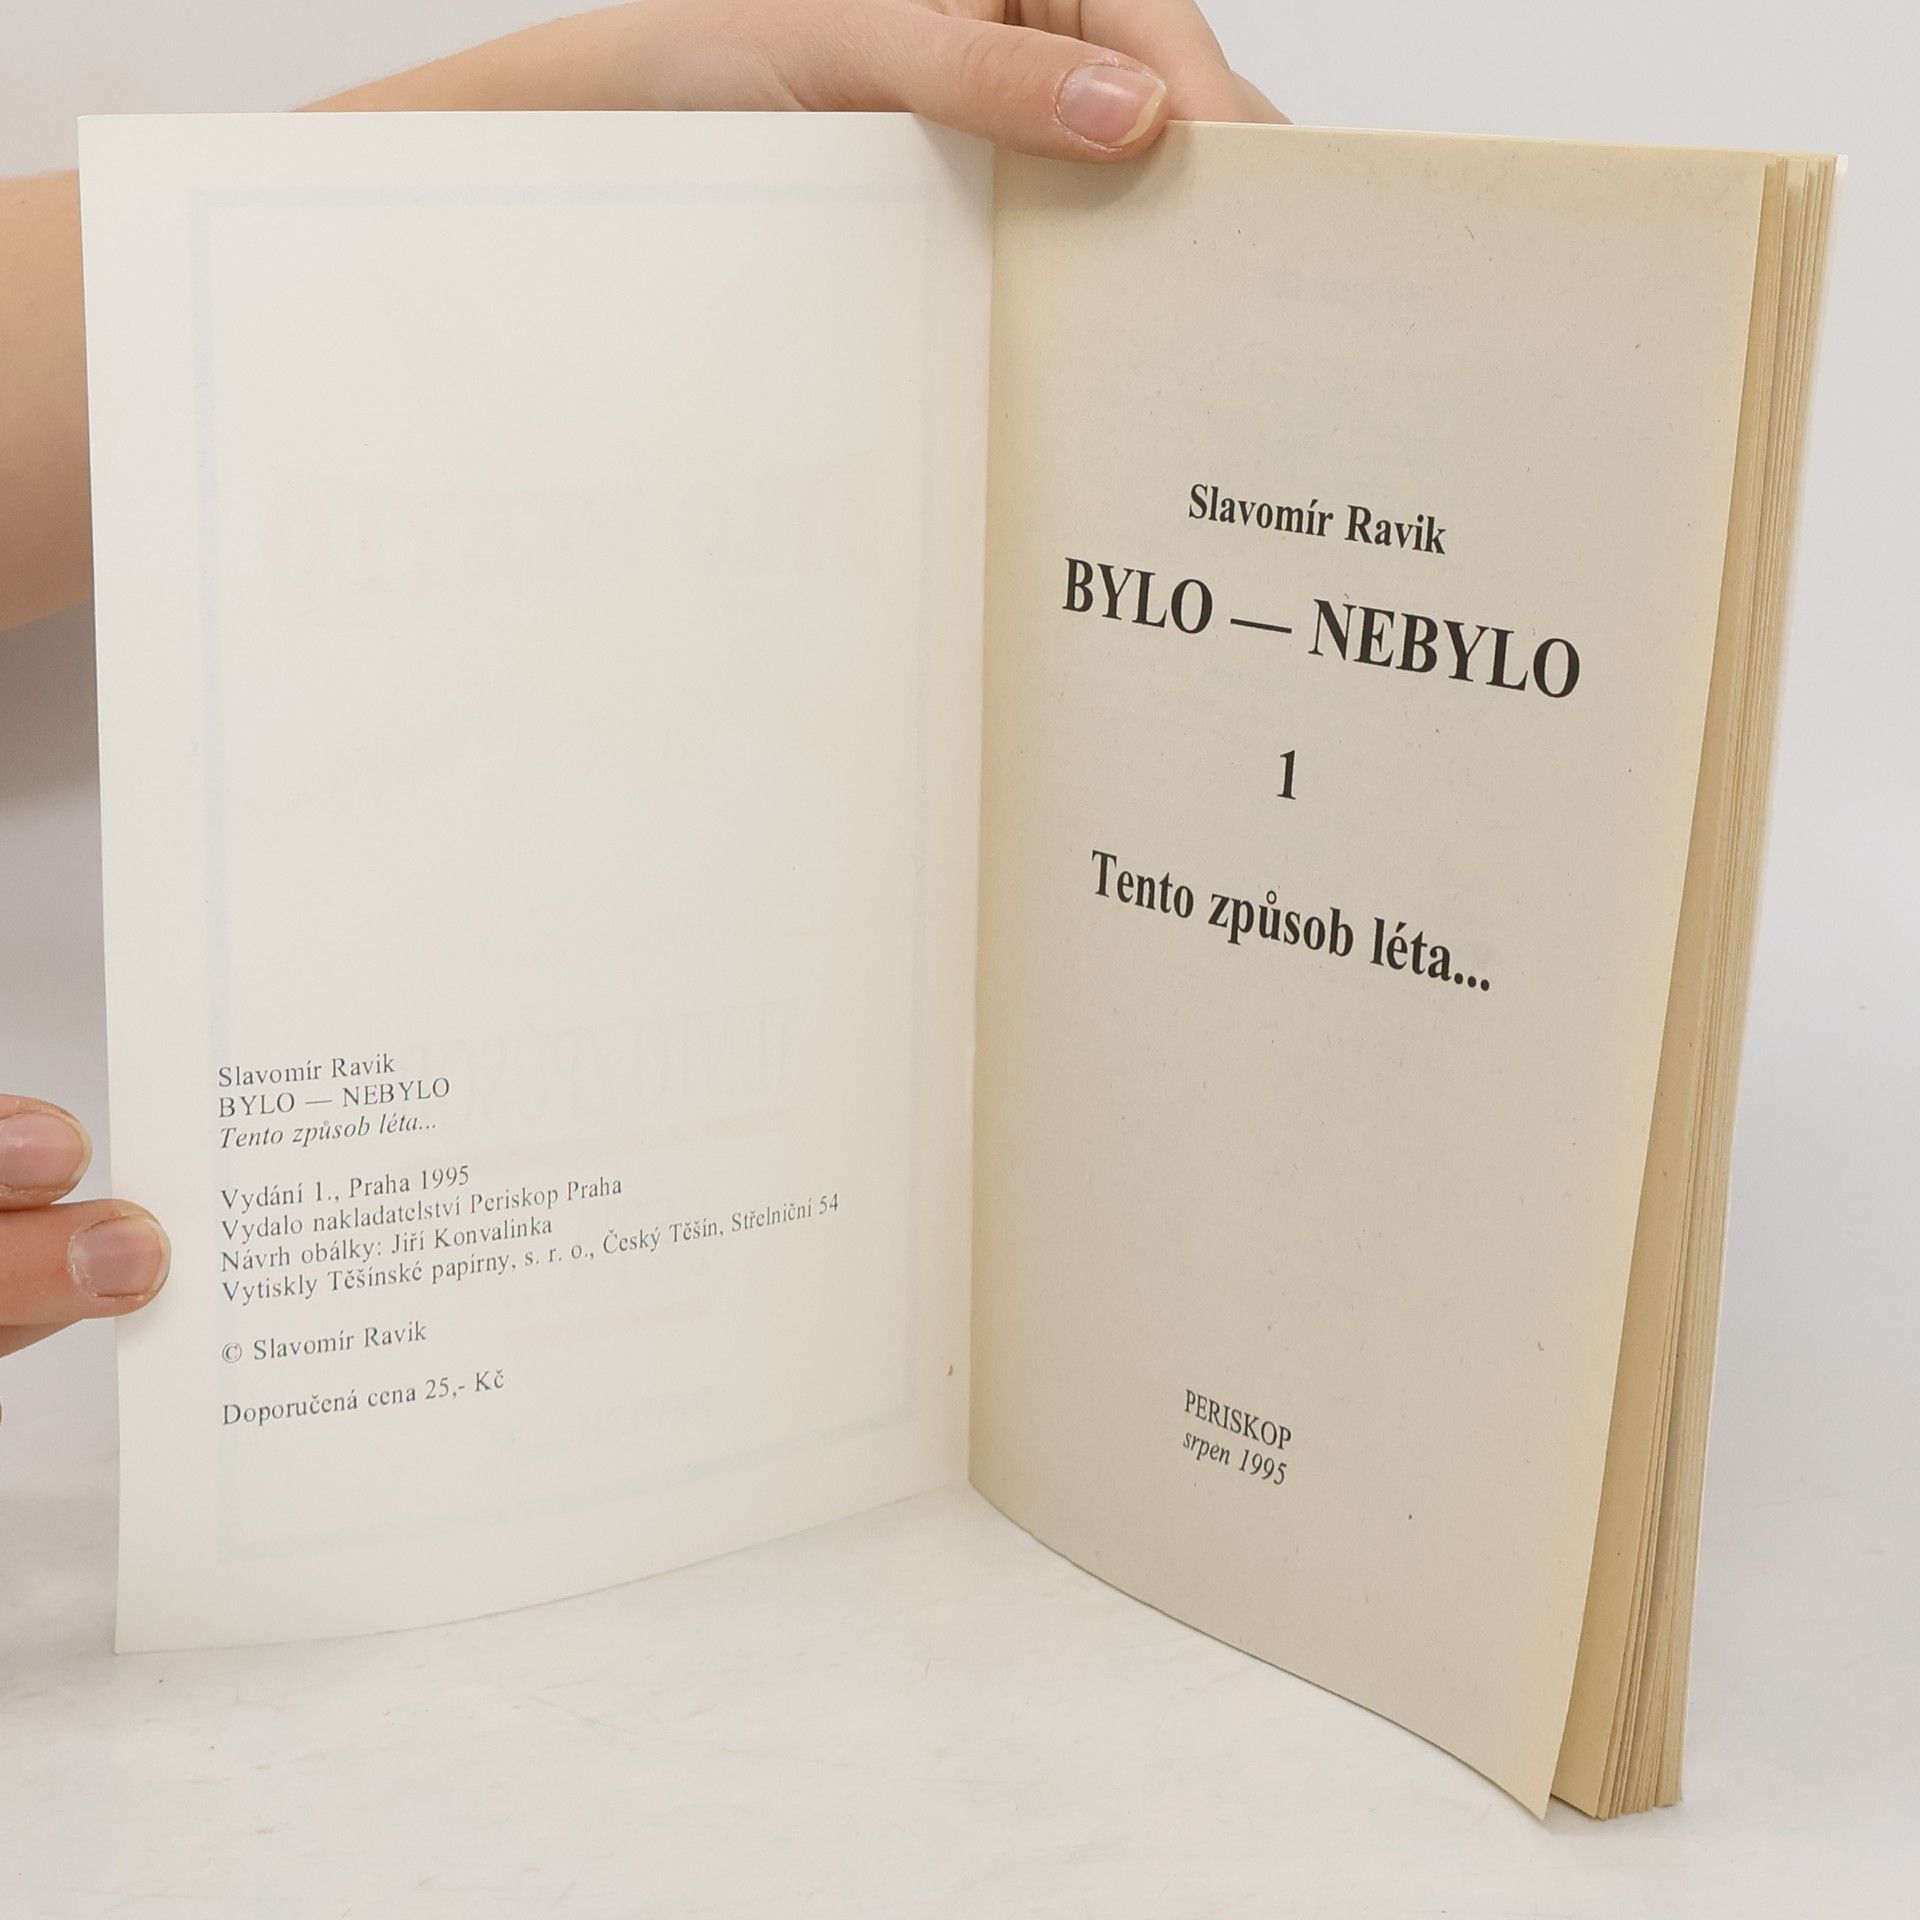 Slavomír Ravik
BYLO — NEBYLO
Tento způsob léta...
Vydání 1., Praha 1995
Vydalo nakladatelství Periskop Praha
Návrh obálky: Jiří Konvalinka
Vytiskly Těšínské papírny, s. r. o., Český Těšín, Střelniční 54
© Slavomír Ravik
Doporučená cena 25,- Kč
Slavomír Ravik
BYLO — NEBYLO
1
Tento způsob léta...
PERISKOP
srpen 1995